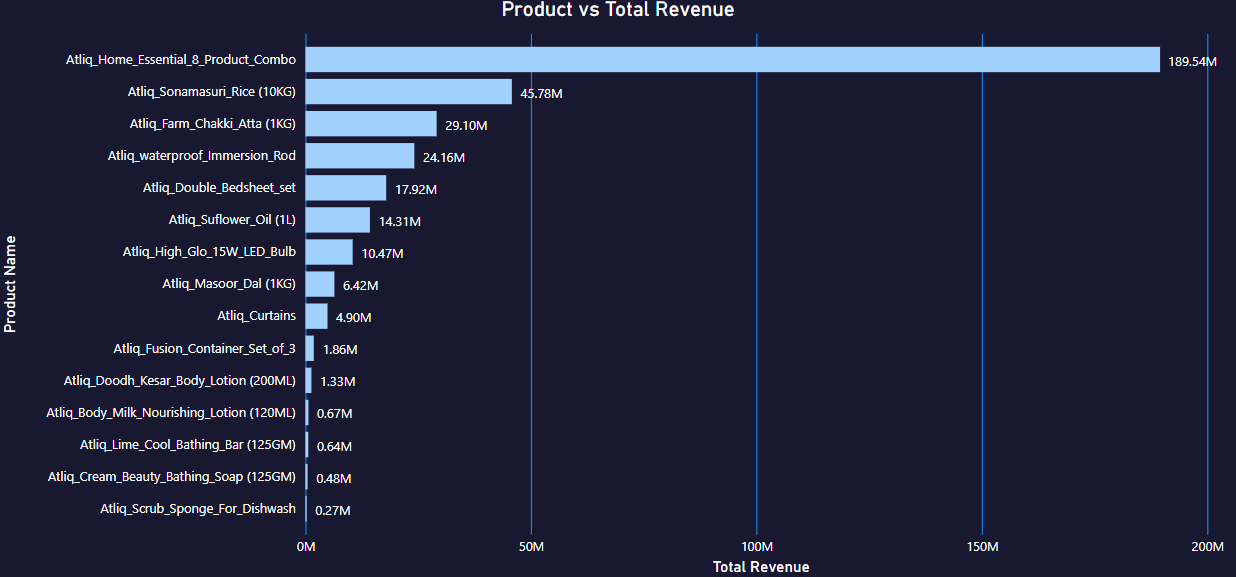 Product vs Total Revenue
Atliq_Home_Essential_8_Product_Combo 189.54M
Atliq_Sonamasuri_Rice (10KG) 45.78M
Atliq_Farm_Chakki_Atta (1KG) 29.10M
Atliq_waterproof_Immersion_Rod 24.16M
Atliq_Double_Bedsheet_set 17.92M
Atliq_Suflower_Oil (1L) 14.31M
Atliq_High_Glo_15W_LED_Bulb 10.47M
Atliq_Masoor_Dal (1KG) 6.42M
Atliq_Curtains 4.90M
Atliq_Fusion_Container_Set_of_3 1.86M
Atliq_Doodh_Kesar_Body_Lotion (200ML) 1.33M
Atliq_Body_Milk_Nourishing_Lotion (120ML) 0.67M
Atliq_Lime_Cool_Bathing_Bar (125GM) 0.64M
Atliq_Cream_Beauty_Bathing_Soap (125GM) 0.48M
Atliq_Scrub_Sponge_For_Dishwash 0.27M
Product Name
0M 50M 100M 150M 200M
Total Revenue